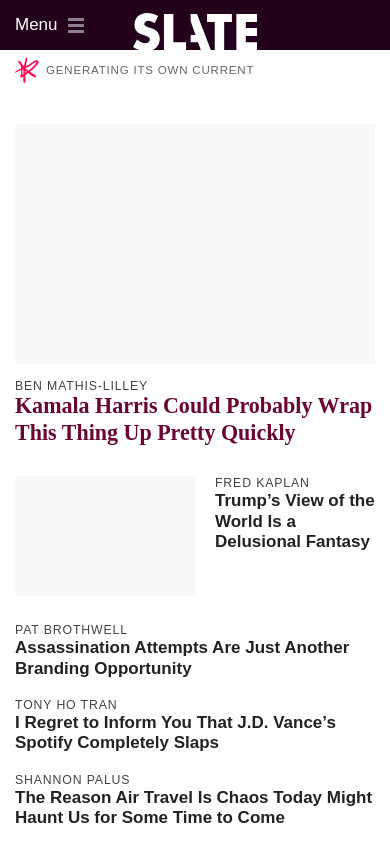 Menu
SLATE
GENERATING ITS OWN CURRENT
BEN MATHIS-LILLEY
Kamala Harris Could Probably Wrap
This Thing Up Pretty Quickly
FRED KAPLAN
Trump’s View of the
World Is a
Delusional Fantasy
PAT BROTHWELL
Assassination Attempts Are Just Another
Branding Opportunity
TONY HO TRAN
I Regret to Inform You That J.D. Vance’s
Spotify Completely Slaps
SHANNON PALUS
The Reason Air Travel Is Chaos Today Might
Haunt Us for Some Time to Come